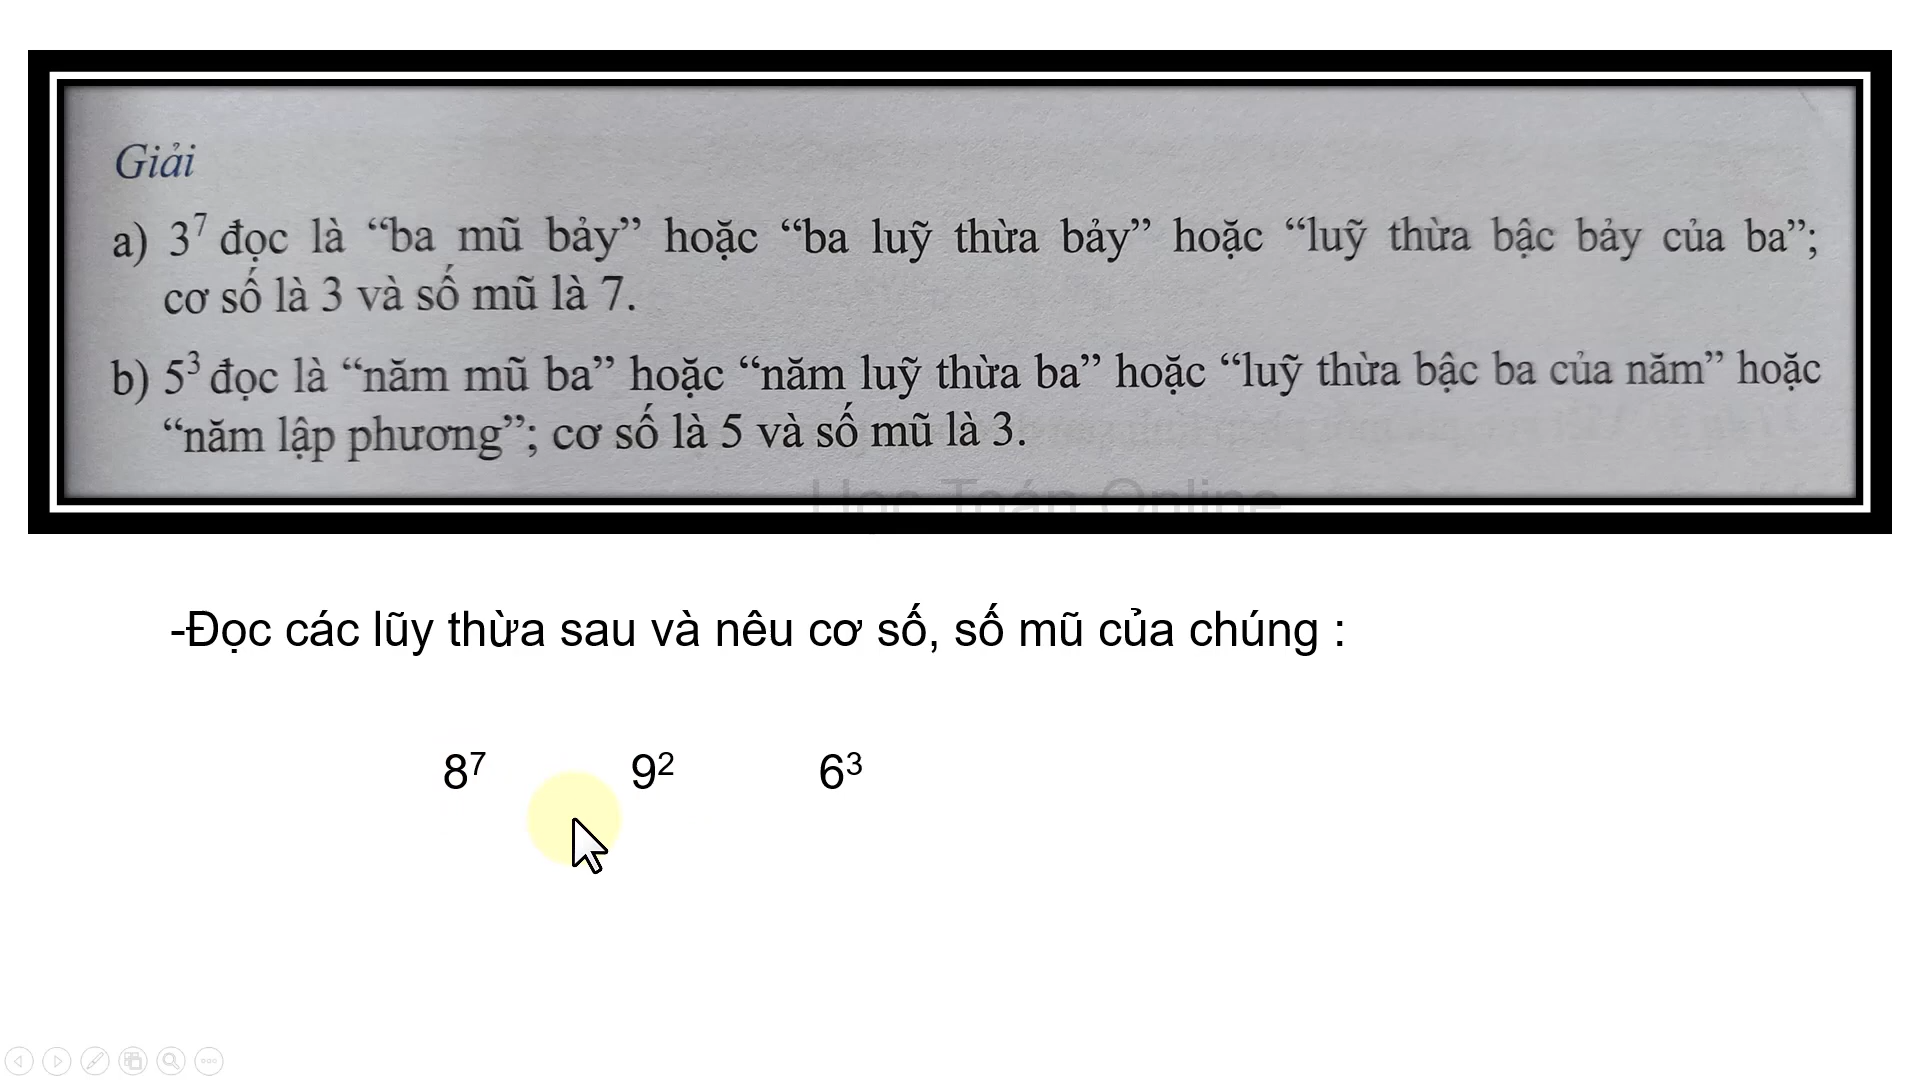 Giải
a) 3⁷ đọc là “ba mũ bảy” hoặc “ba luỹ thừa bảy” hoặc “luỹ thừa bậc bảy của ba”;
cơ số là 3 và số mũ là 7.
b) 5³ đọc là “năm mũ ba” hoặc “năm luỹ thừa ba” hoặc “luỹ thừa bậc ba của năm” hoặc
“năm lập phương”; cơ số là 5 và số mũ là 3.
Học Toán Online
-Đọc các lũy thừa sau và nêu cơ số, số mũ của chúng :
8⁷ 9² 6³